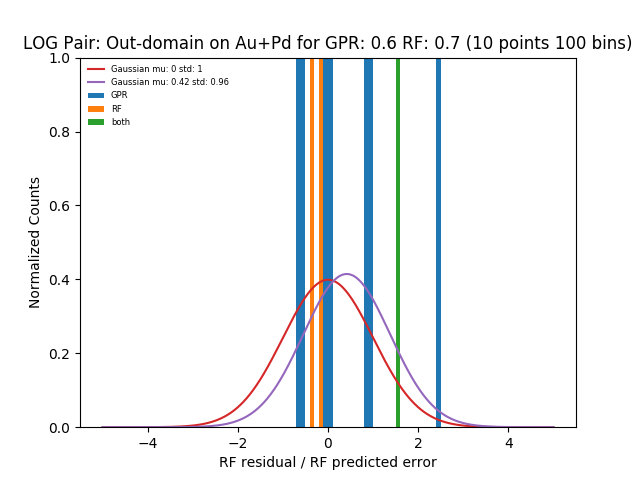 LOG Pair: Out-domain on Au+Pd for GPR: 0.6 RF: 0.7 (10 points 100 bins)
1.0
Gaussian mu: 0 std: 1
Gaussian mu: 0.42 std: 0.96
GPR
RF
both
0.8
0.6
0.4
0.2
0.0
Normalized Counts
−4
−2
0
2
4
RF residual / RF predicted error